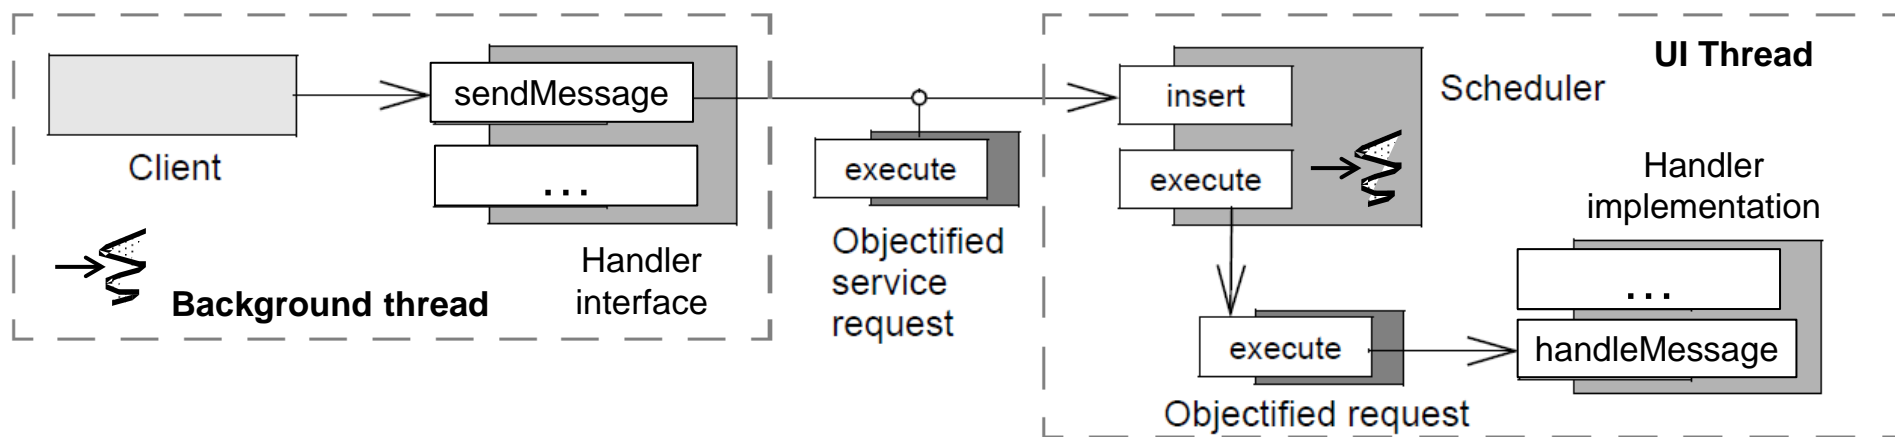 sendMessage
...
Client
Handler
interface
Background thread
execute
Objectified
service
request
UI Thread
Scheduler
insert
execute
Handler
implementation
...
handleMessage
execute
Objectified request